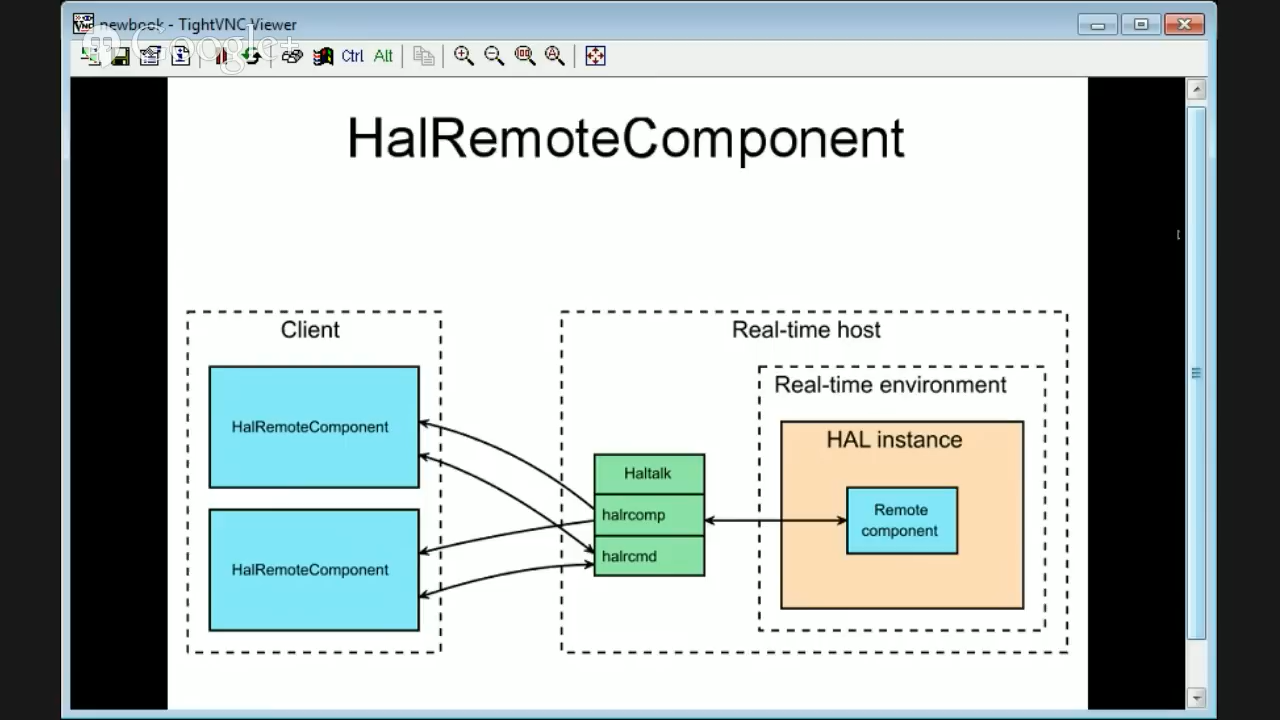 newbook - TightVNC Viewer
Google+
Ctrl Alt
HalRemoteComponent
Client
Real-time host
Real-time environment
HalRemoteComponent
HAL instance
Haltalk
halrcomp
Remote
component
halrcmd
HalRemoteComponent